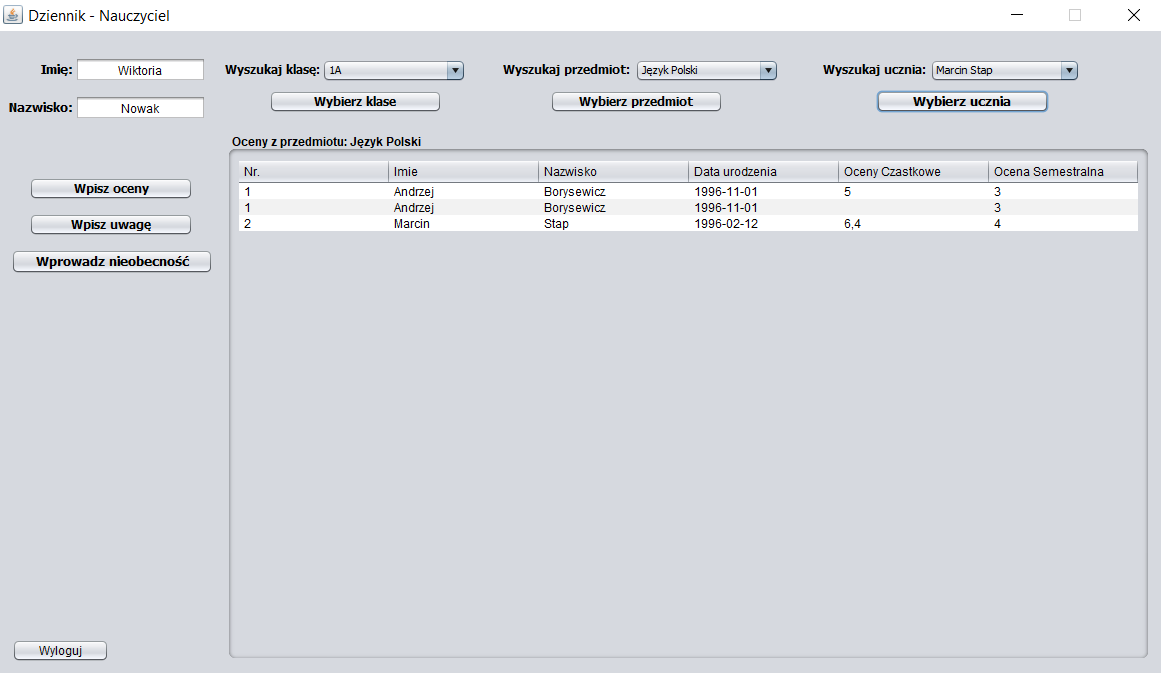 Dziennik - Nauczyciel
Imię: Wiktoria Wyszukaj klasę: 1A Wyszukaj przedmiot: Język Polski Wyszukaj ucznia: Marcin Stap
Wybierz klase Wybierz przedmiot Wybierz ucznia
Nazwisko: Nowak
Oceny z przedmiotu: Język Polski
Nr. Imie Nazwisko Data urodzenia Oceny Czastkowe Ocena Semestralna
1 Andrzej Borysewicz 1996-11-01 5 3
1 Andrzej Borysewicz 1996-11-01 3
2 Marcin Stap 1996-02-12 6,4 4
Wpisz oceny
Wpisz uwagę
Wprowadz nieobecność
Wyloguj